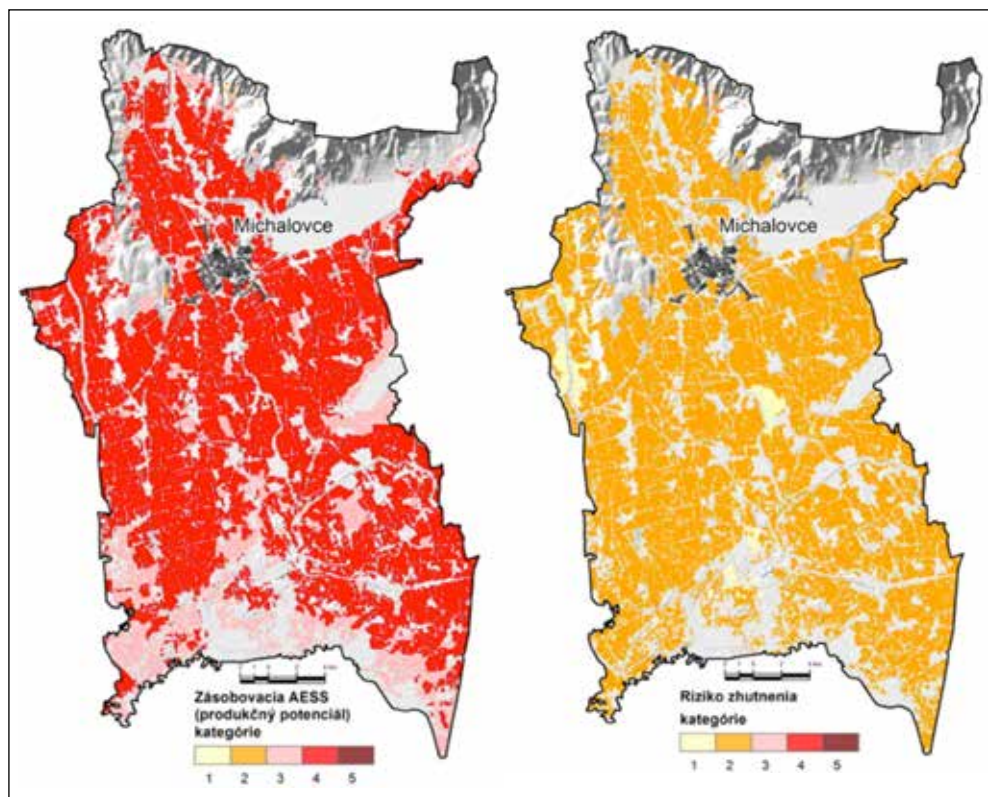 Michalovce
Zásobovacia AESS
(produkčný potenciál)
kategórie
1 2 3 4 5
Michalovce
Riziko zhutnenia
kategórie
1 2 3 4 5